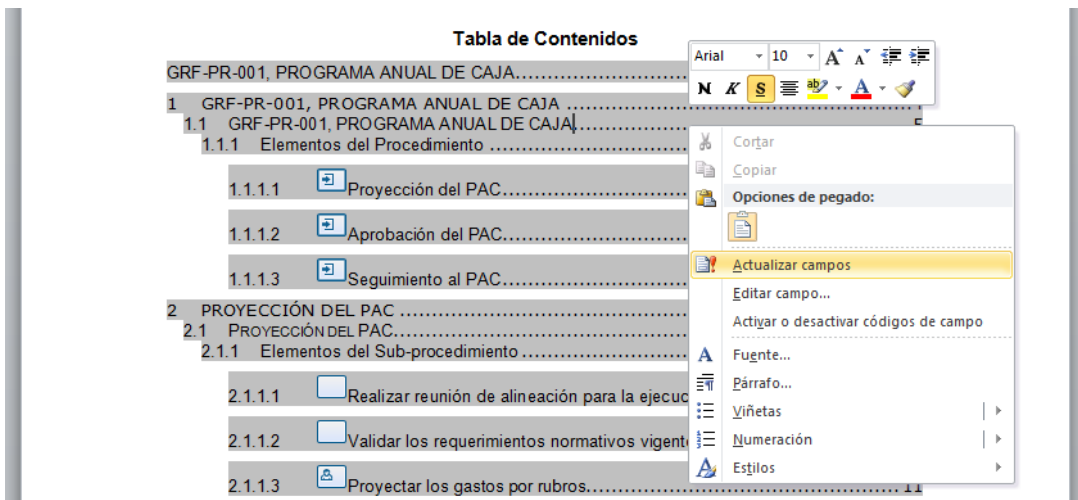 Tabla de Contenidos
Arial 10
GRF-PR-001, PROGRAMA ANUAL DE CAJA
N K S
1 GRF-PR-001, PROGRAMA ANUAL DE CAJA
1.1 GRF-PR-001, PROGRAMA ANUAL DE CAJA
1.1.1 Elementos del Procedimiento
Cortar
Copiar
1.1.1.1 Proyección del PAC
Opciones de pegado:
1.1.1.2 Aprobación del PAC
Actualizar campos
1.1.1.3 Seguimiento al PAC
Editar campo...
2 PROYECCIÓN DEL PAC
Activar o desactivar códigos de campo
2.1 PROYECCIÓN DEL PAC
2.1.1 Elementos del Sub-procedimiento
Fuente...
Párrafo...
2.1.1.1 Realizar reunión de alineación para la ejecuc
Viñetas
2.1.1.2 Validar los requerimientos normativos vigent
Numeración
Estilos
2.1.1.3 Proyectar los gastos por rubros 11